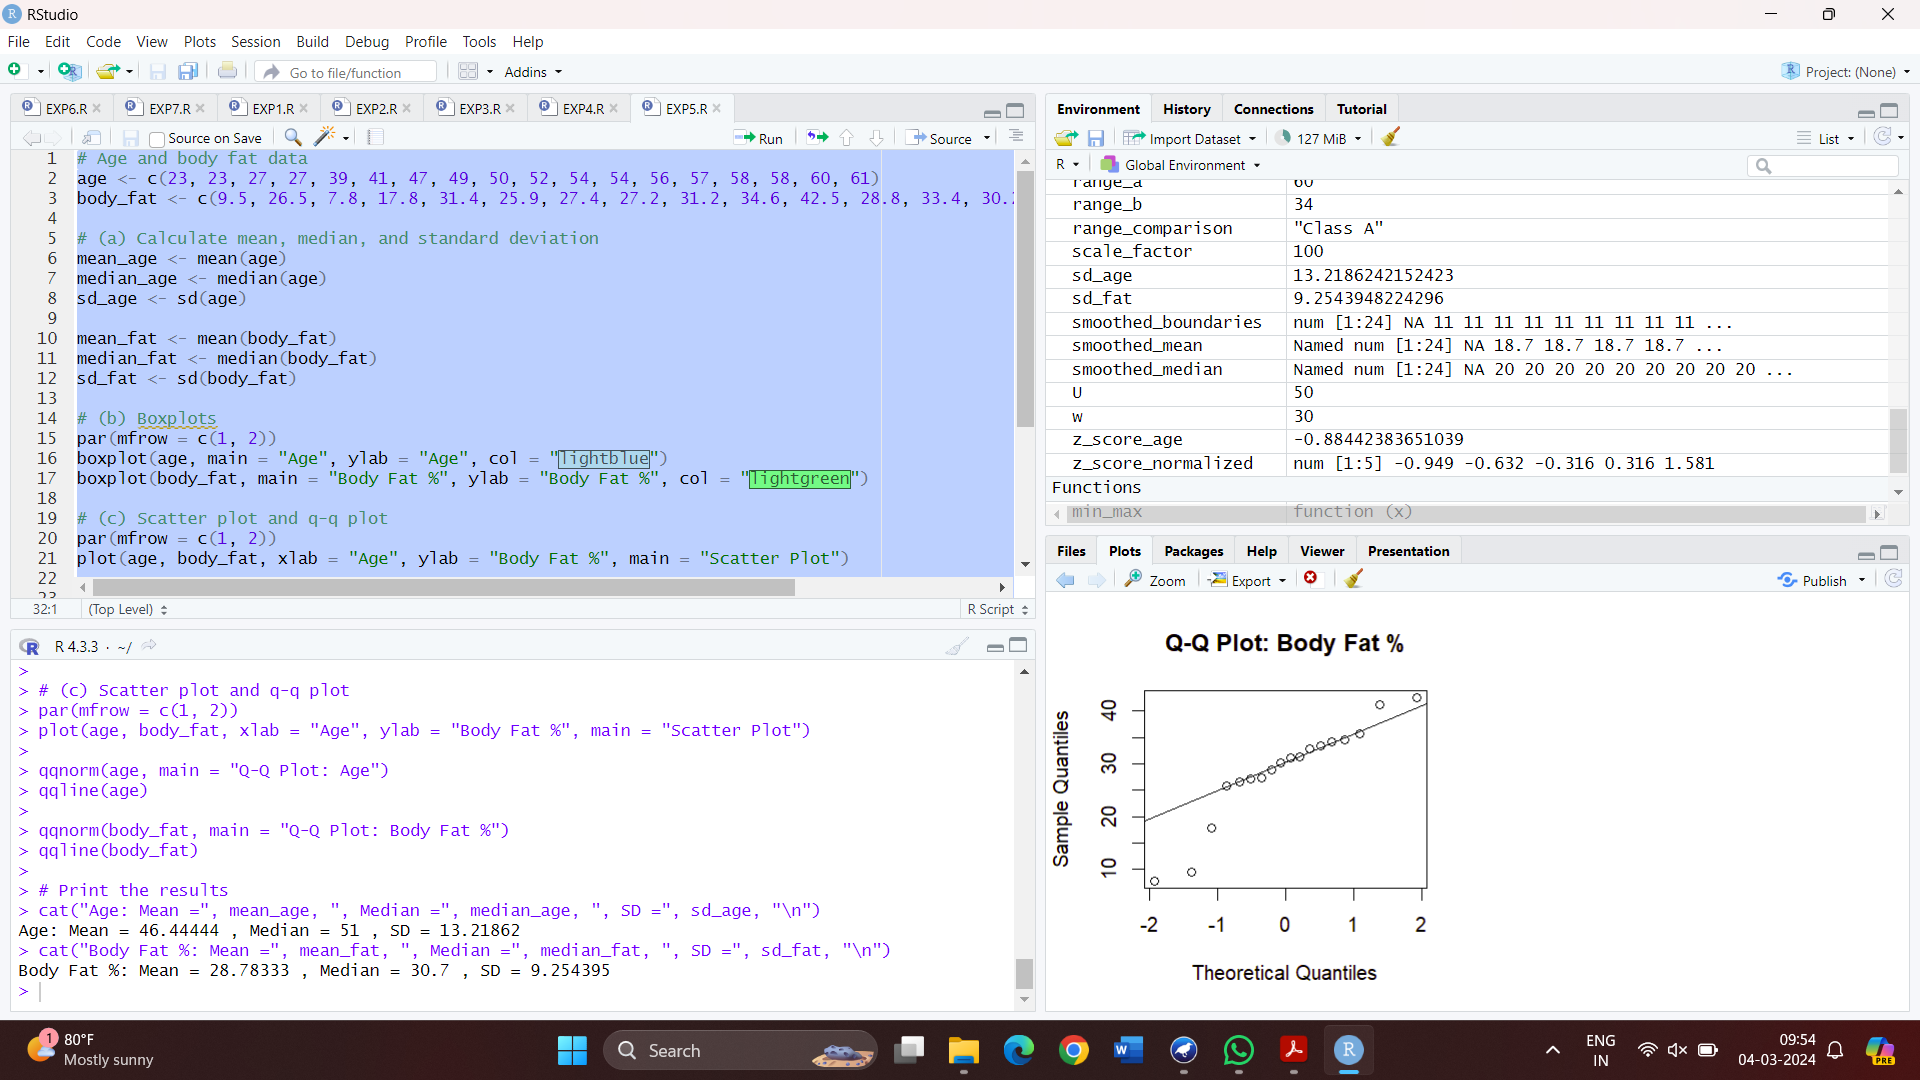 RStudio
File Edit Code View Plots Session Build Debug Profile Tools Help
Go to file/function Addins Project: (None)
EXP6.R EXP7.R EXP1.R EXP2.R EXP3.R EXP4.R EXP5.R
Source on Save Run Source
1 # Age and body fat data
2 age <- c(23, 23, 27, 27, 39, 41, 47, 49, 50, 52, 54, 54, 56, 57, 58, 58, 60, 61)
3 body_fat <- c(9.5, 26.5, 7.8, 17.8, 31.4, 25.9, 27.4, 27.2, 31.2, 34.6, 42.5, 28.8, 33.4, 30.
4
5 # (a) Calculate mean, median, and standard deviation
6 mean_age <- mean(age)
7 median_age <- median(age)
8 sd_age <- sd(age)
9
10 mean_fat <- mean(body_fat)
11 median_fat <- median(body_fat)
12 sd_fat <- sd(body_fat)
13
14 # (b) Boxplots
15 par(mfrow = c(1, 2))
16 boxplot(age, main = "Age", ylab = "Age", col = "lightblue")
17 boxplot(body_fat, main = "Body Fat %", ylab = "Body Fat %", col = "lightgreen")
18
19 # (c) Scatter plot and q-q plot
20 par(mfrow = c(1, 2))
21 plot(age, body_fat, xlab = "Age", ylab = "Body Fat %", main = "Scatter Plot")
22
23
32:1 (Top Level) R Script
R 4.3.3 · ~/
>
> # (c) Scatter plot and q-q plot
> par(mfrow = c(1, 2))
> plot(age, body_fat, xlab = "Age", ylab = "Body Fat %", main = "Scatter Plot")
>
> qqnorm(age, main = "Q-Q Plot: Age")
> qqline(age)
>
> qqnorm(body_fat, main = "Q-Q Plot: Body Fat %")
> qqline(body_fat)
>
> # Print the results
> cat("Age: Mean =", mean_age, ", Median =", median_age, ", SD =", sd_age, "\n")
Age: Mean = 46.44444 , Median = 51 , SD = 13.21862
> cat("Body Fat %: Mean =", mean_fat, ", Median =", median_fat, ", SD =", sd_fat, "\n")
Body Fat %: Mean = 28.78333 , Median = 30.7 , SD = 9.254395
>
Environment History Connections Tutorial
Import Dataset 127 MiB List
R Global Environment
range_a 60
range_b 34
range_comparison "Class A"
scale_factor 100
sd_age 13.2186242152423
sd_fat 9.2543948224296
smoothed_boundaries num [1:24] NA 11 11 11 11 11 11 11 11 11 ...
smoothed_mean Named num [1:24] NA 18.7 18.7 18.7 18.7 ...
smoothed_median Named num [1:24] NA 20 20 20 20 20 20 20 20 20 ...
U 50
w 30
z_score_age -0.88442383651039
z_score_normalized num [1:5] -0.949 -0.632 -0.316 0.316 1.581
Functions
min_max function (x)
Files Plots Packages Help Viewer Presentation
Zoom Export Publish
Q-Q Plot: Body Fat %
Sample Quantiles
40
30
20
10
-2 -1 0 1 2
Theoretical Quantiles
1 80°F
Mostly sunny
Search
ENG
IN
09:54
04-03-2024
PRE